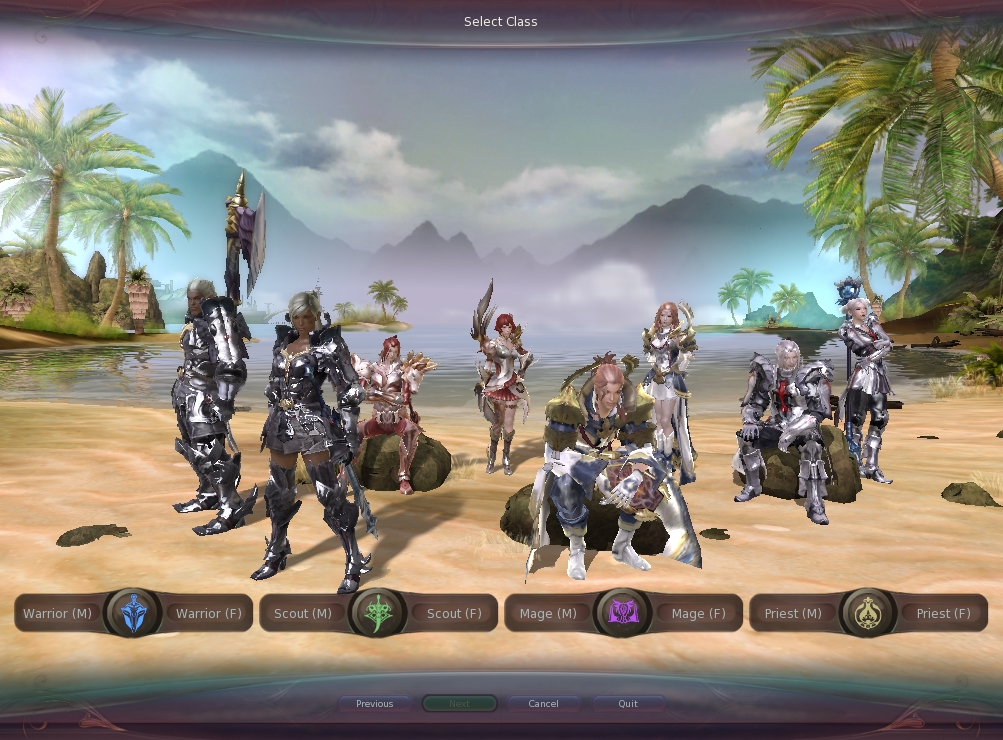 Select Class
Warrior (M) Warrior (F) Scout (M) Scout (F) Mage (M) Mage (F) Priest (M) Priest (F)
Previous Next Cancel Quit